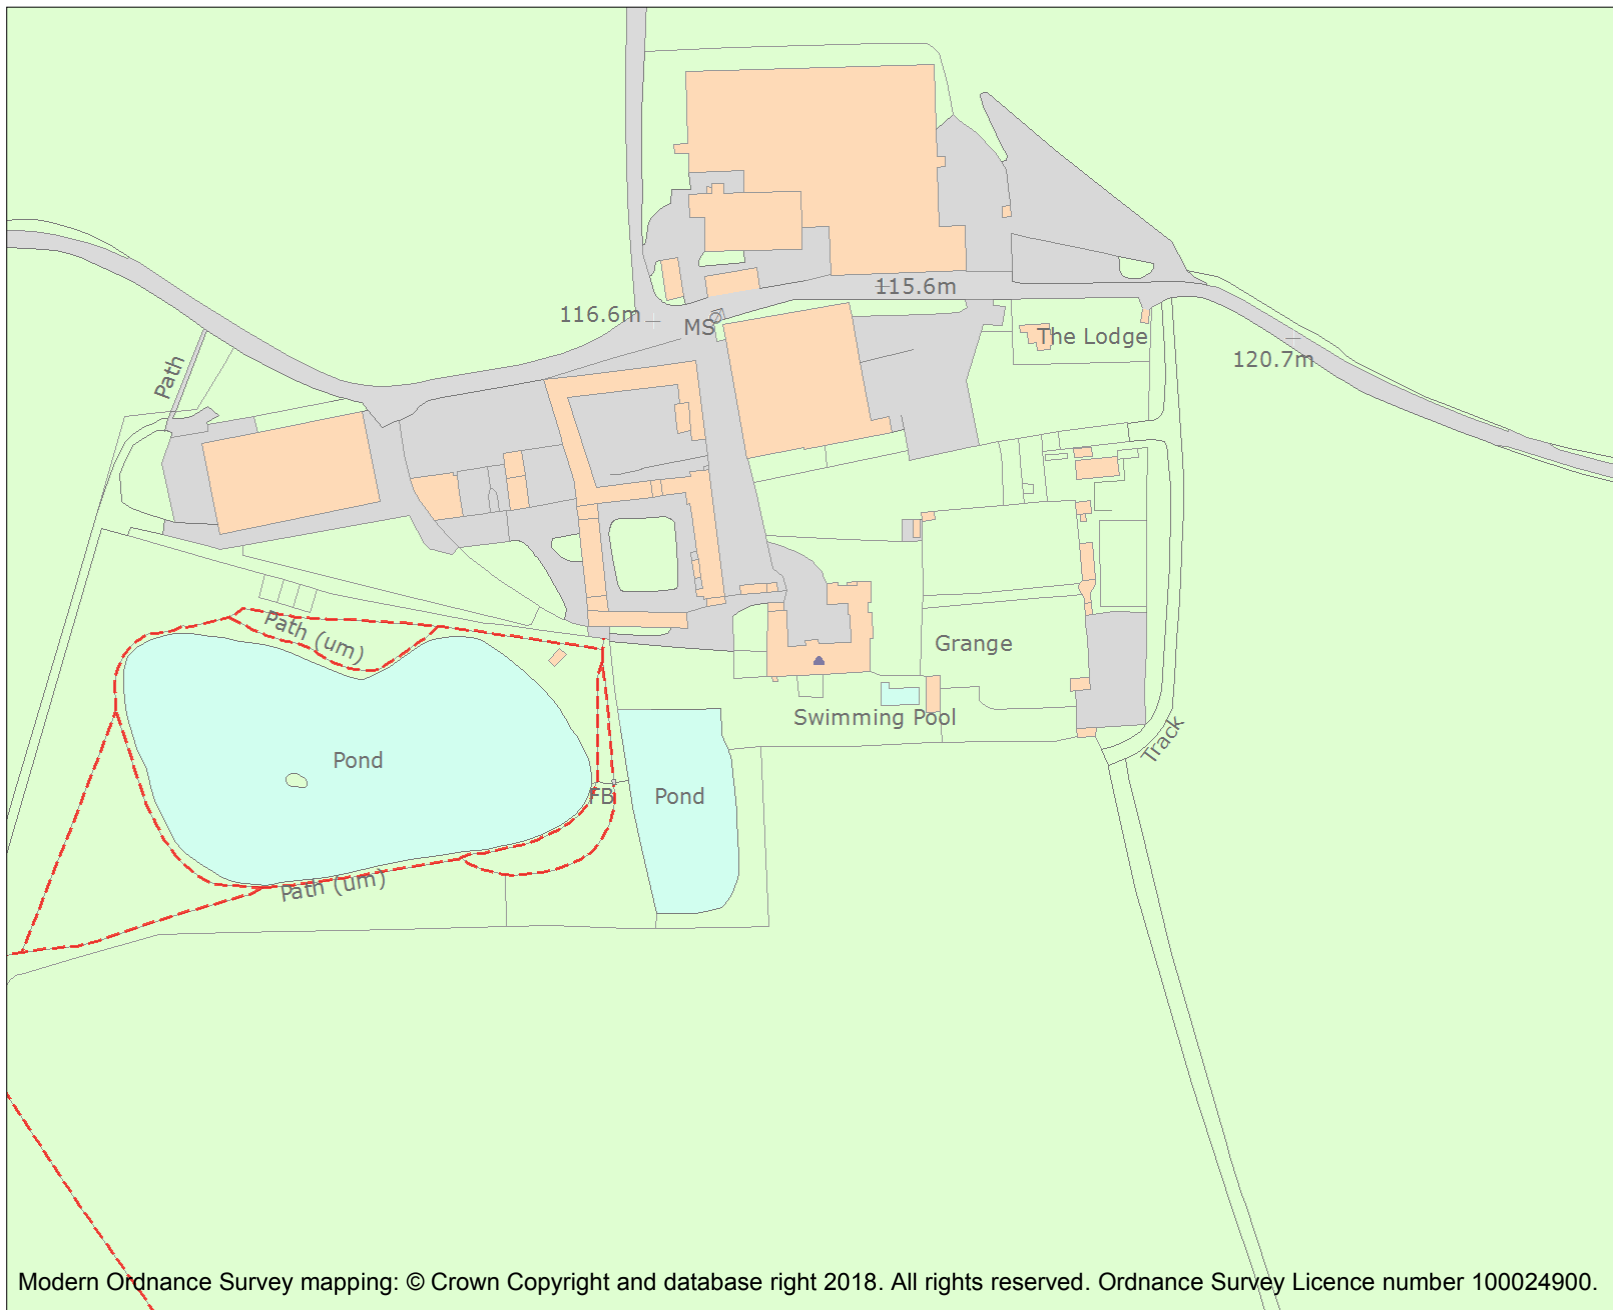 115.6m
116.6m
MS
The Lodge
120.7m
Path
Path (um)
Grange
Swimming Pool
Track
Pond
FB
Pond
Path (um)
Modern Ordnance Survey mapping: © Crown Copyright and database right 2018. All rights reserved. Ordnance Survey Licence number 100024900.